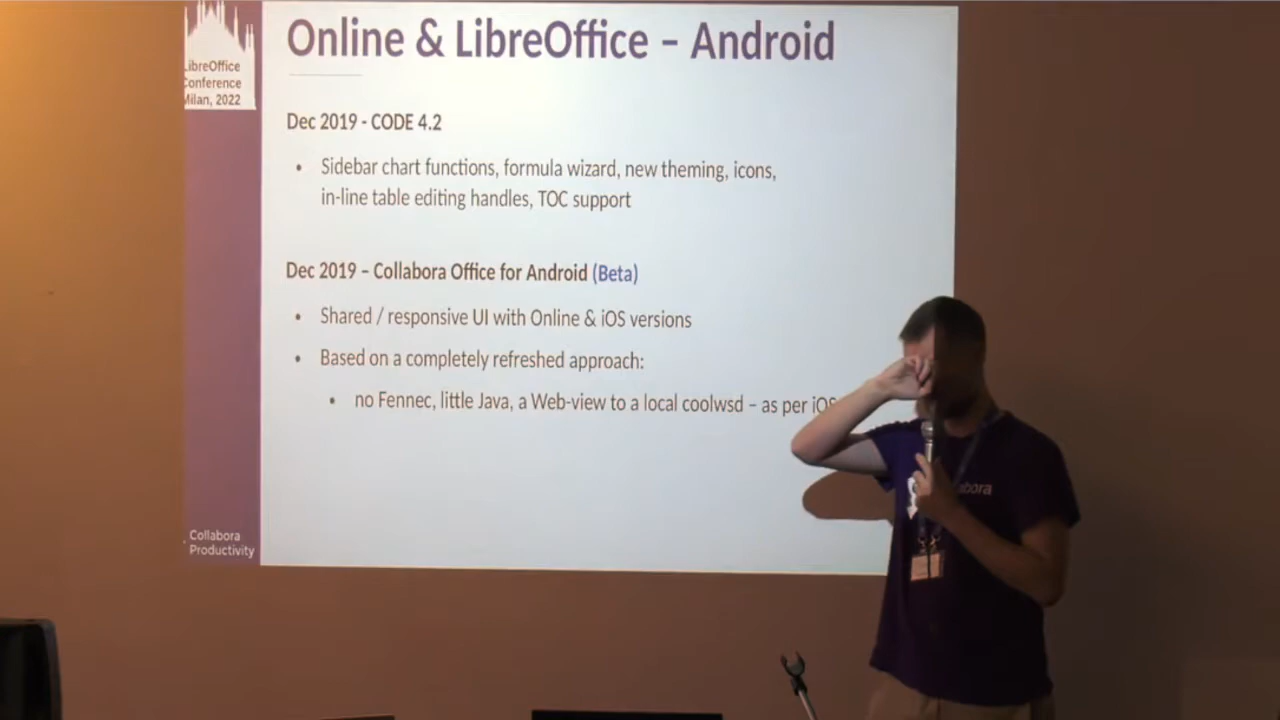 Online & LibreOffice – Android
LibreOffice
Conference
Milan, 2022
Dec 2019 - CODE 4.2
• Sidebar chart functions, formula wizard, new theming, icons,
in-line table editing handles, TOC support
Dec 2019 – Collabora Office for Android (Beta)
• Shared / responsive UI with Online & iOS versions
• Based on a completely refreshed approach:
• no Fennec, little Java, a Web-view to a local coolwsd – as per iOS
Collabora
Productivity